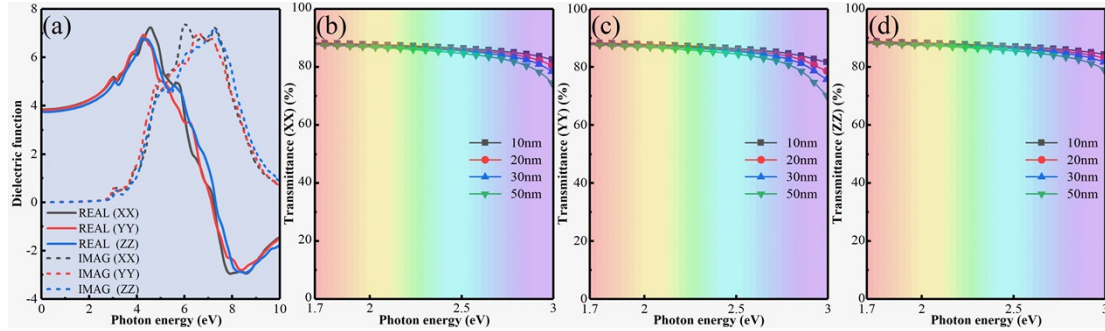 (a)
Dielectric function
8
6
4
2
0
-2
-4
REAL (XX)
REAL (YY)
REAL (ZZ)
IMAG (XX)
IMAG (YY)
IMAG (ZZ)
0 2 4 6 8 10
Photon energy (eV)
(b)
Transmittance (XX) (%)
100
80
60
40
20
0
10nm
20nm
30nm
50nm
1.7 2 2.5 3
Photon energy (eV)
(c)
Transmittance (YY) (%)
100
80
60
40
20
0
10nm
20nm
30nm
50nm
1.7 2 2.5 3
Photon energy (eV)
(d)
Transmittance (ZZ) (%)
100
80
60
40
20
0
10nm
20nm
30nm
50nm
1.7 2 2.5 3
Photon energy (eV)